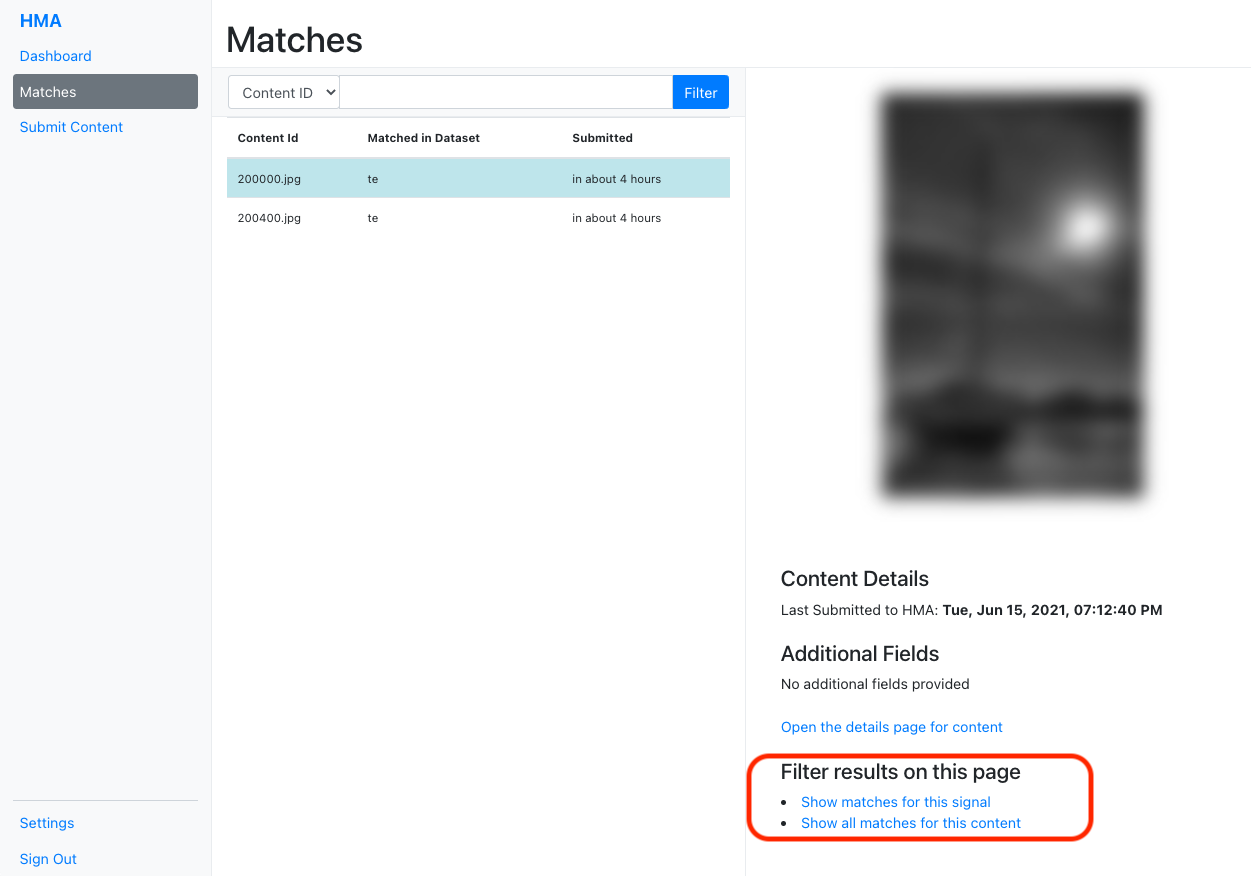 HMA
Dashboard
Matches
Submit Content
Settings
Sign Out
Matches
Content ID Filter
Content Id Matched in Dataset Submitted
200000.jpg te in about 4 hours
200400.jpg te in about 4 hours
Content Details
Last Submitted to HMA: Tue, Jun 15, 2021, 07:12:40 PM
Additional Fields
No additional fields provided
Open the details page for content
Filter results on this page
Show matches for this signal
Show all matches for this content